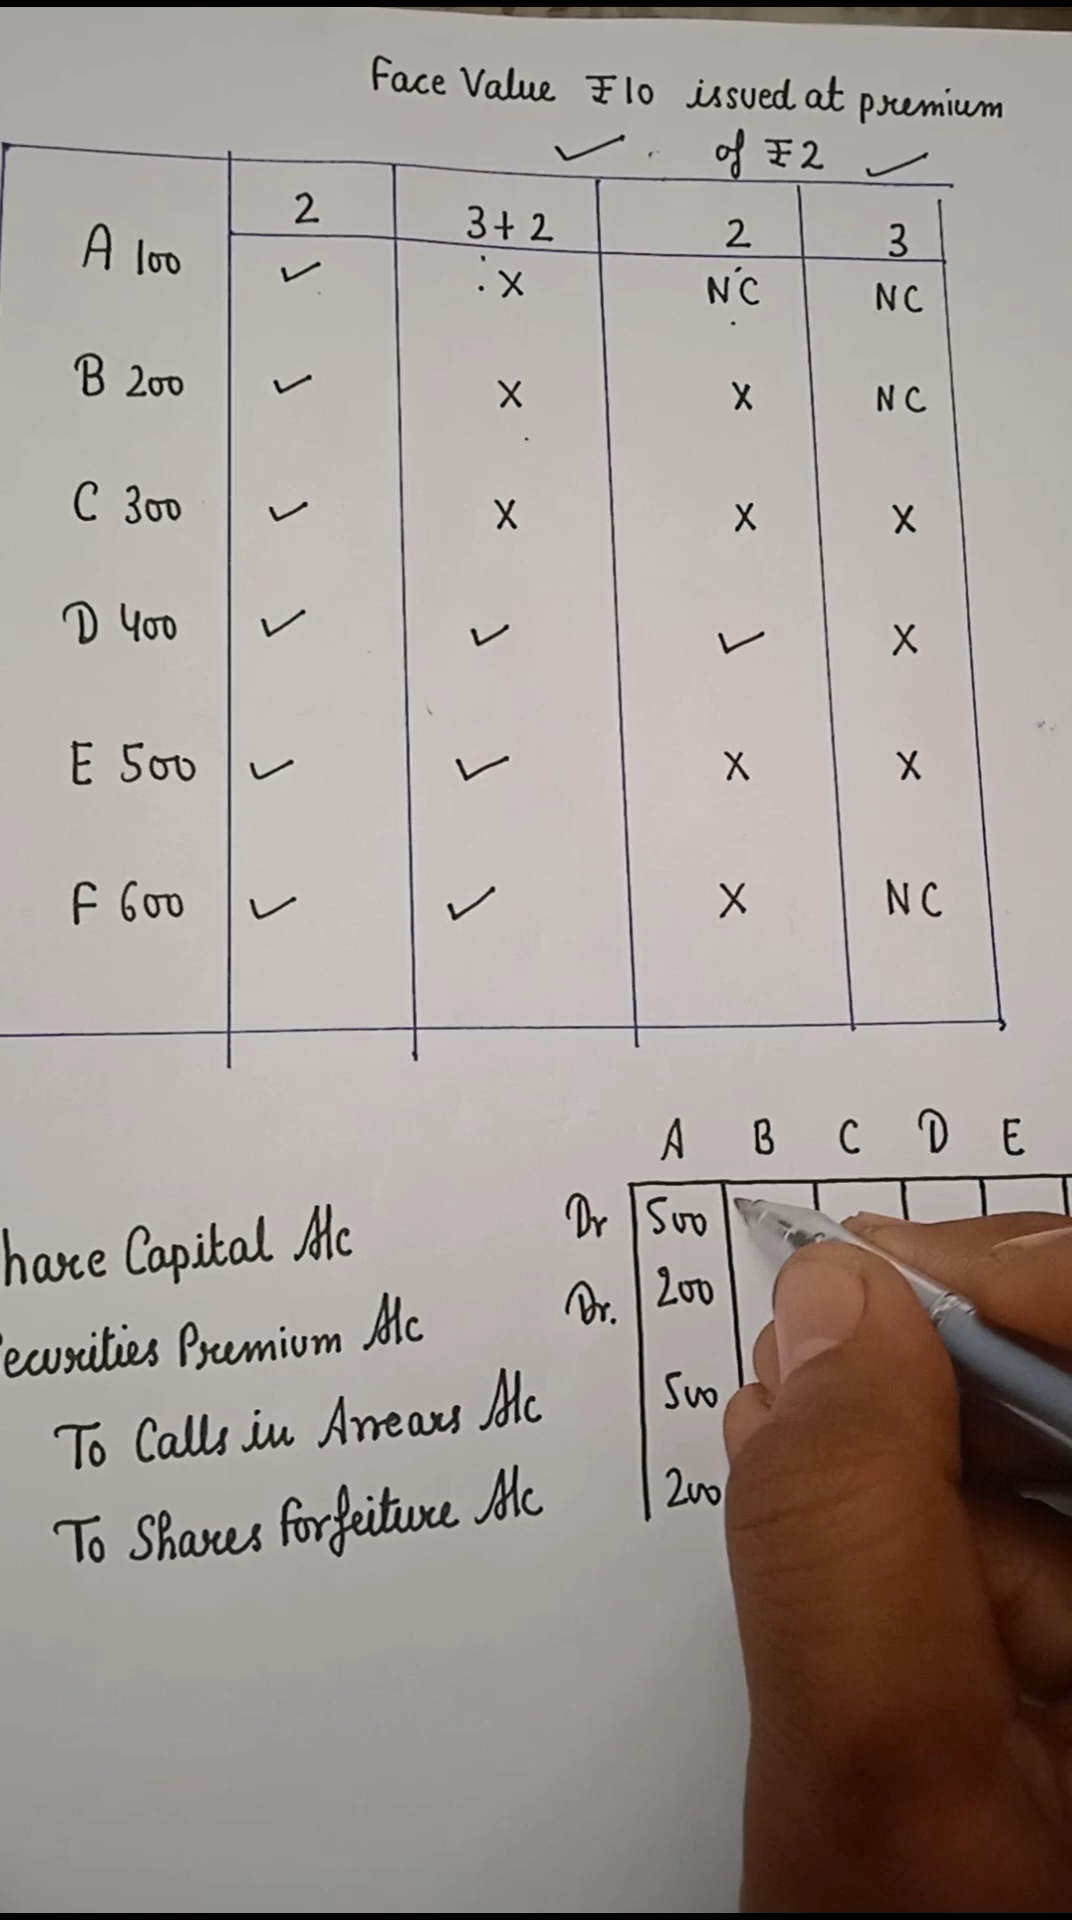 Face Value ₹10 issued at premium
of ₹2
2 3+2 2 3
A 100 ✓ X NC NC
B 200 ✓ X X NC
C 300 ✓ X X X
D 400 ✓ ✓ ✓ X
E 500 ✓ ✓ X X
F 600 ✓ ✓ X NC
A B C D E
hare Capital A/c Dr 500
ecurities Premium A/c Dr. 200
To Calls in Arrears A/c 500
To Shares Forfeiture A/c 200